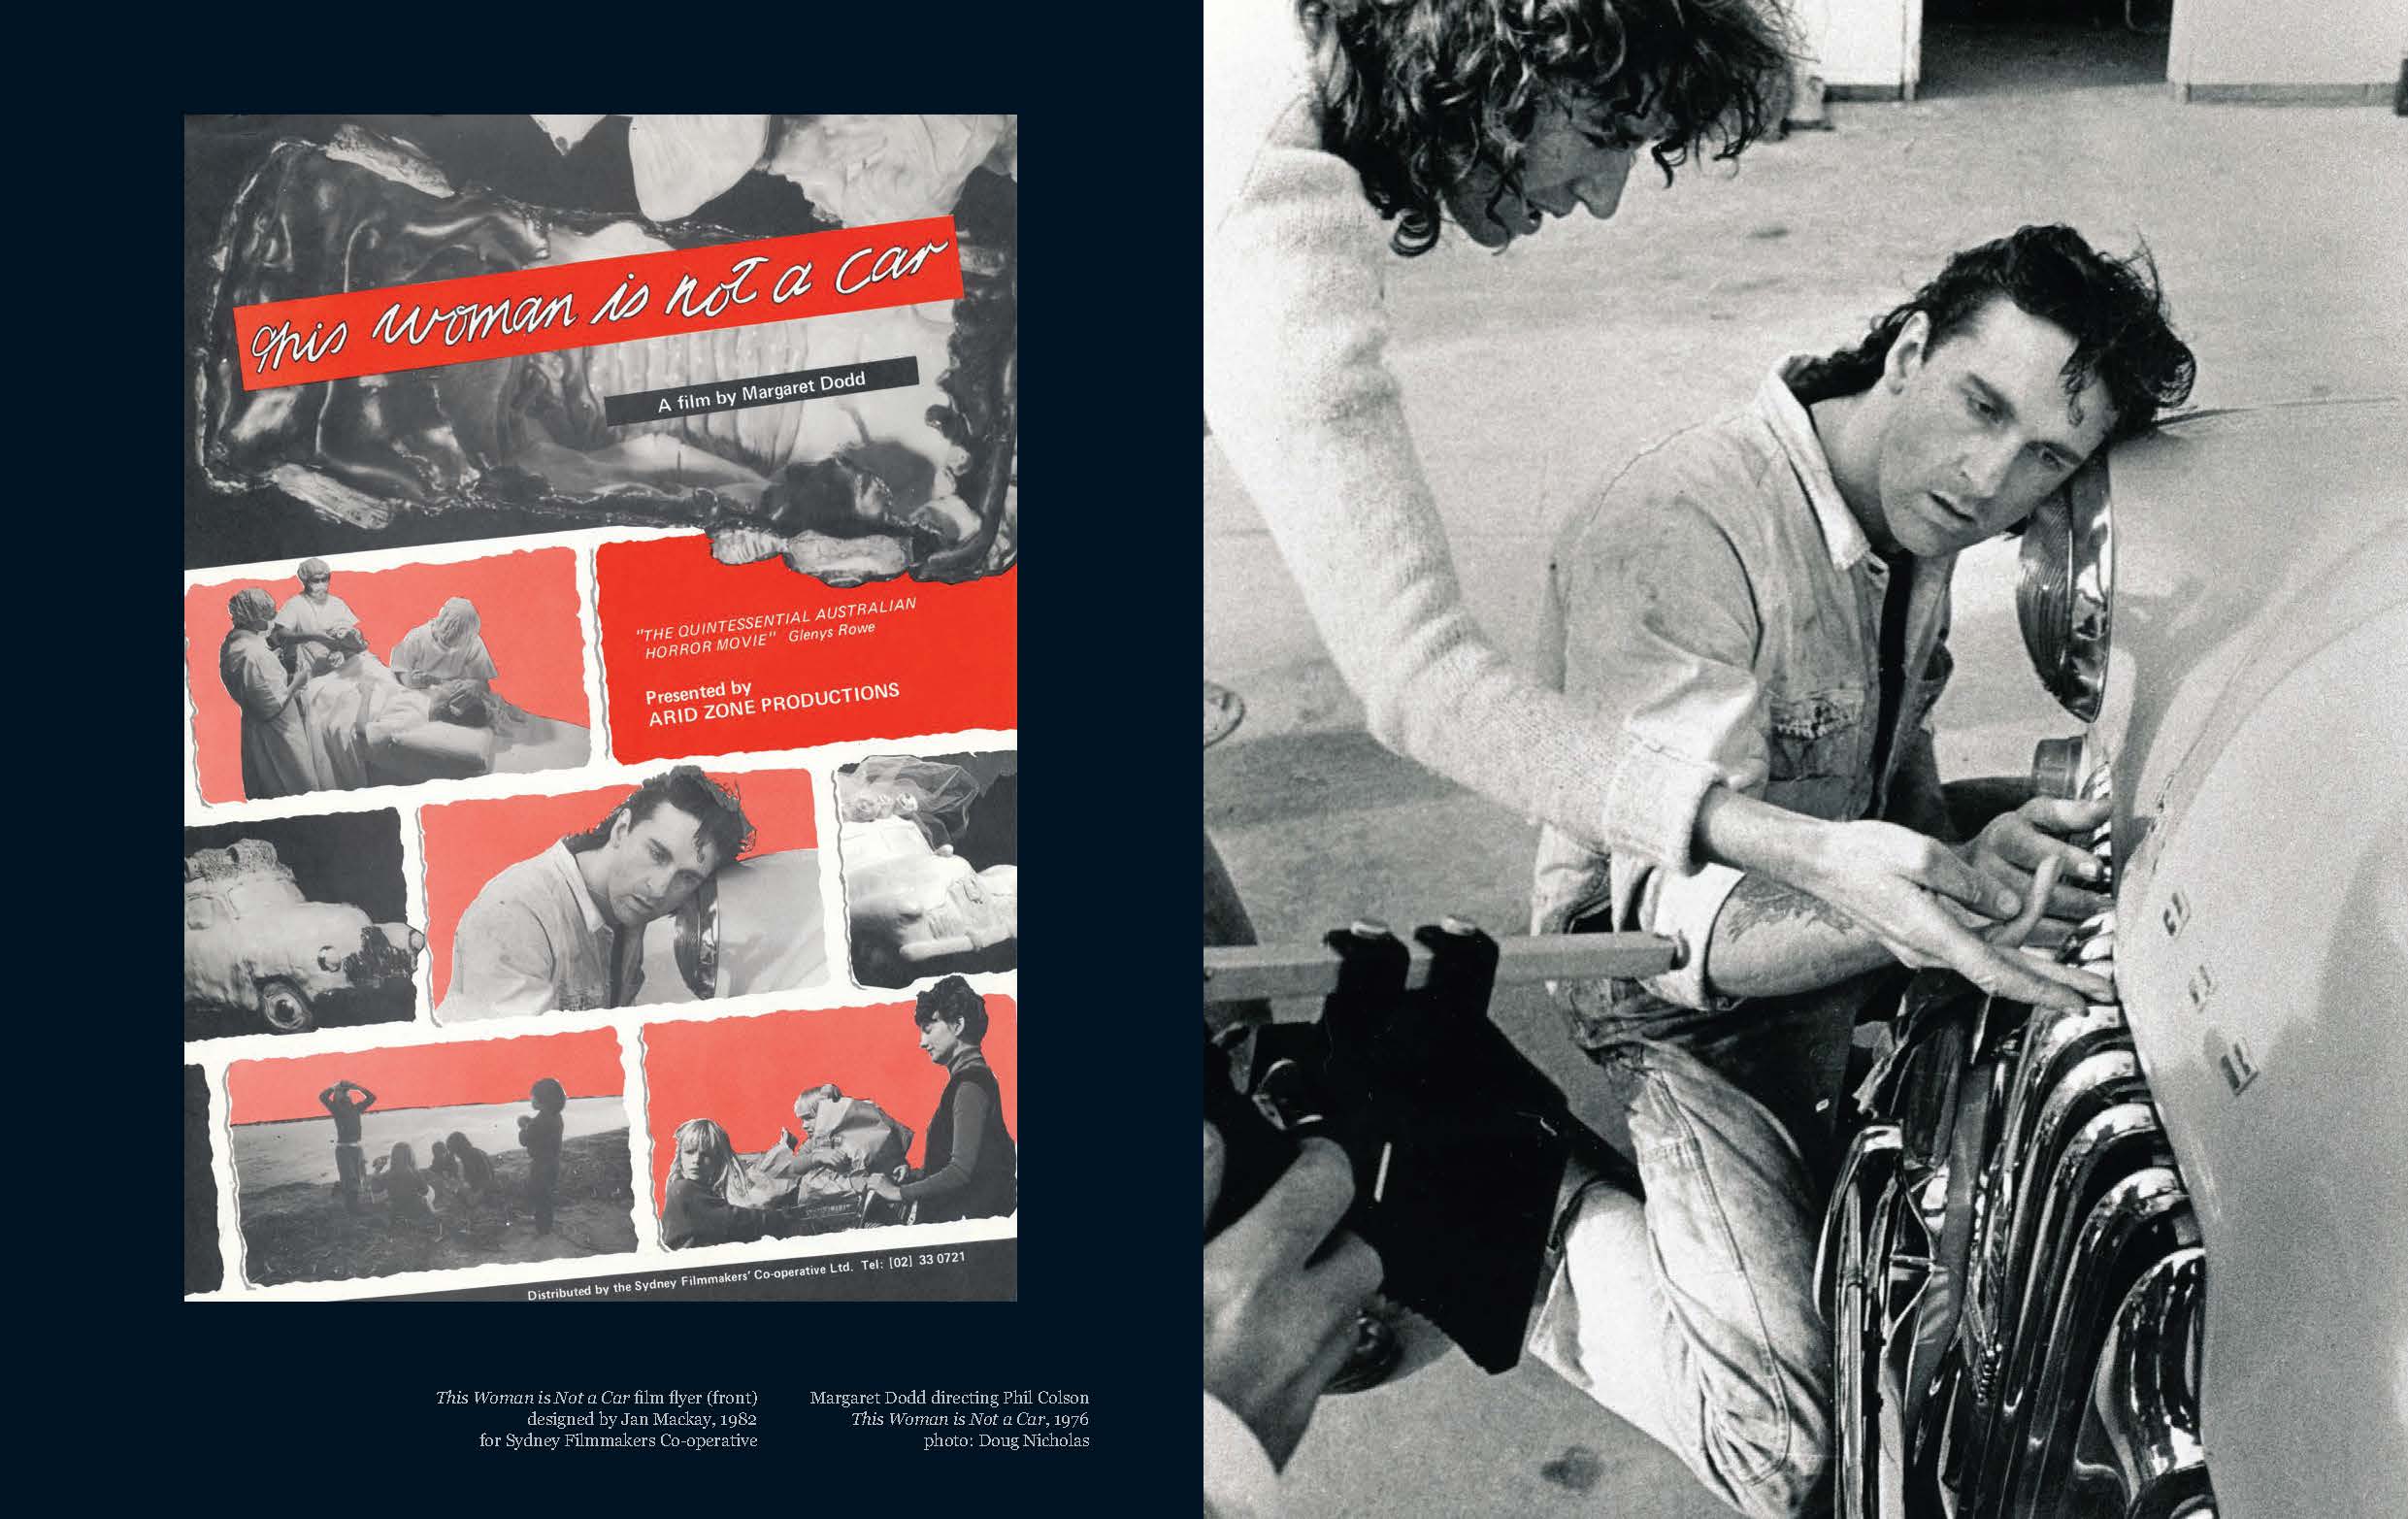 this woman is not a car
A film by Margaret Dodd
"THE QUINTESSENTIAL AUSTRALIAN
HORROR MOVIE" Glenys Rowe
Presented by
ARID ZONE PRODUCTIONS
Distributed by the Sydney Filmmakers' Co-operative Ltd. Tel: [02] 33 0721
This Woman is Not a Car film flyer (front)
designed by Jan Mackay, 1982
for Sydney Filmmakers Co-operative
Margaret Dodd directing Phil Colson
This Woman is Not a Car, 1976
photo: Doug Nicholas